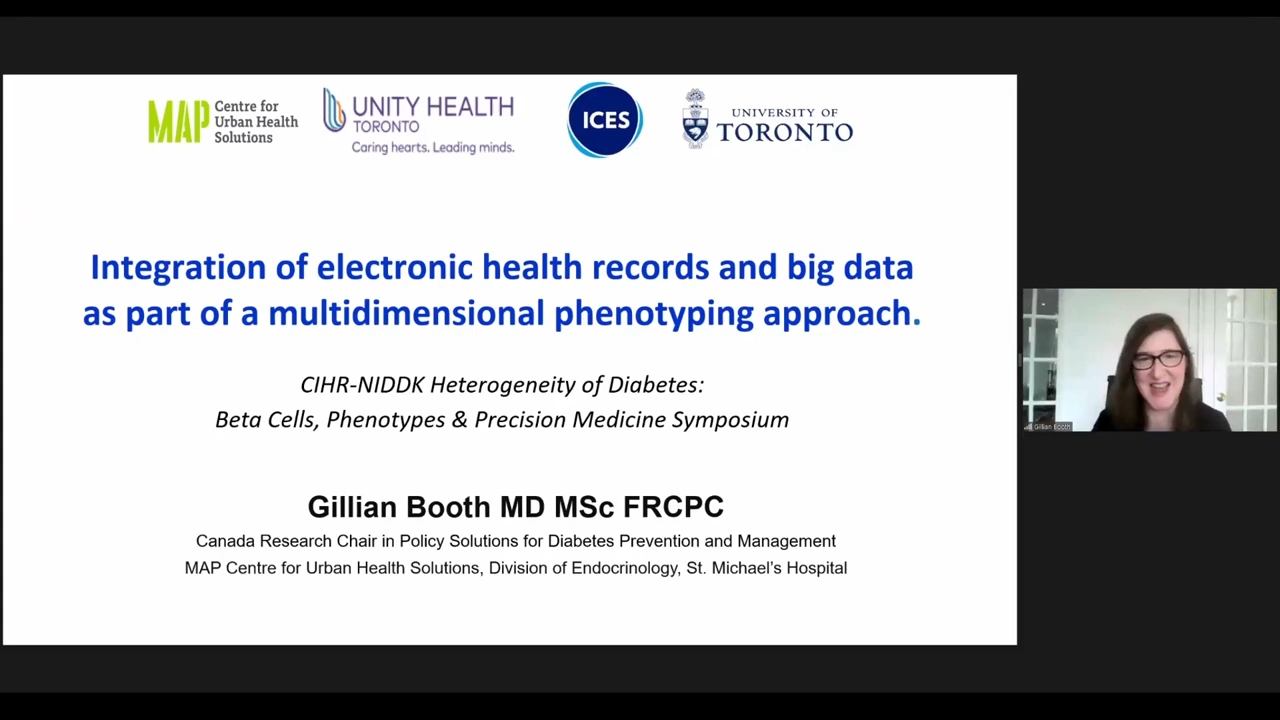 MAP Centre for
Urban Health
Solutions
UNITY HEALTH
TORONTO
Caring hearts. Leading minds.
ICES
UNIVERSITY OF
TORONTO
Integration of electronic health records and big data
as part of a multidimensional phenotyping approach.
CIHR-NIDDK Heterogeneity of Diabetes:
Beta Cells, Phenotypes & Precision Medicine Symposium
Gillian Booth MD MSc FRCPC
Canada Research Chair in Policy Solutions for Diabetes Prevention and Management
MAP Centre for Urban Health Solutions, Division of Endocrinology, St. Michael's Hospital
Gillian Booth